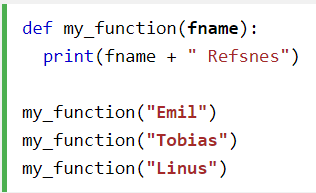 def my_function(fname):
  print(fname + " Refsnes")

my_function("Emil")
my_function("Tobias")
my_function("Linus")